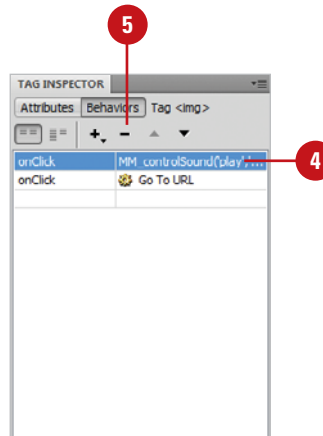 5
TAG INSPECTOR
Attributes Behaviors Tag <img>
onClick MM_controlSound('play',...
4
onClick Go To URL